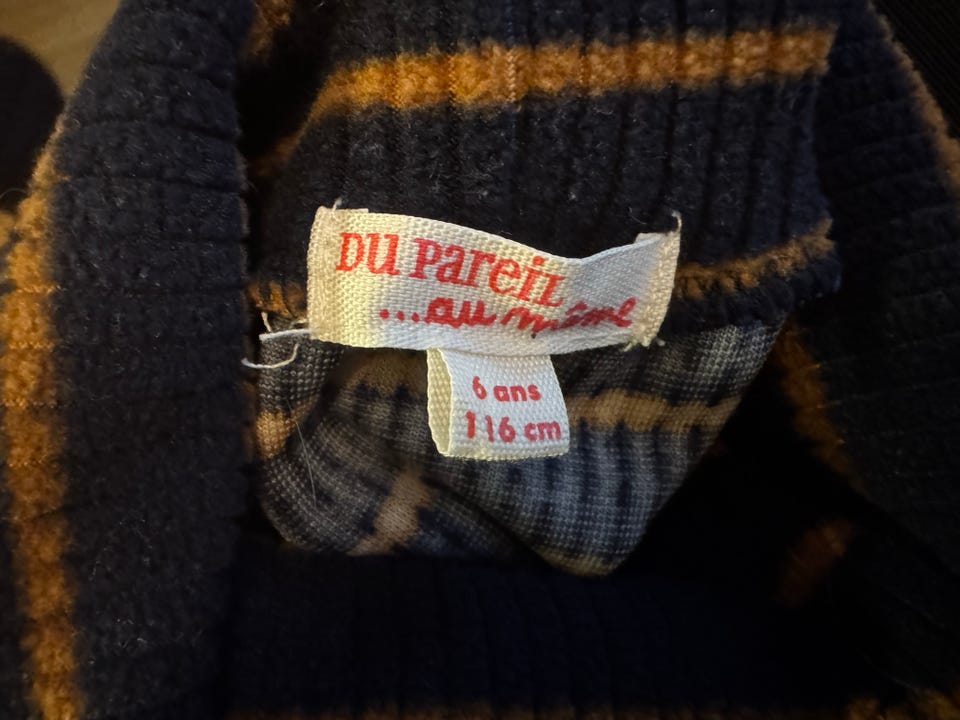 DU PAREIL
...au même
6 ans
116 cm